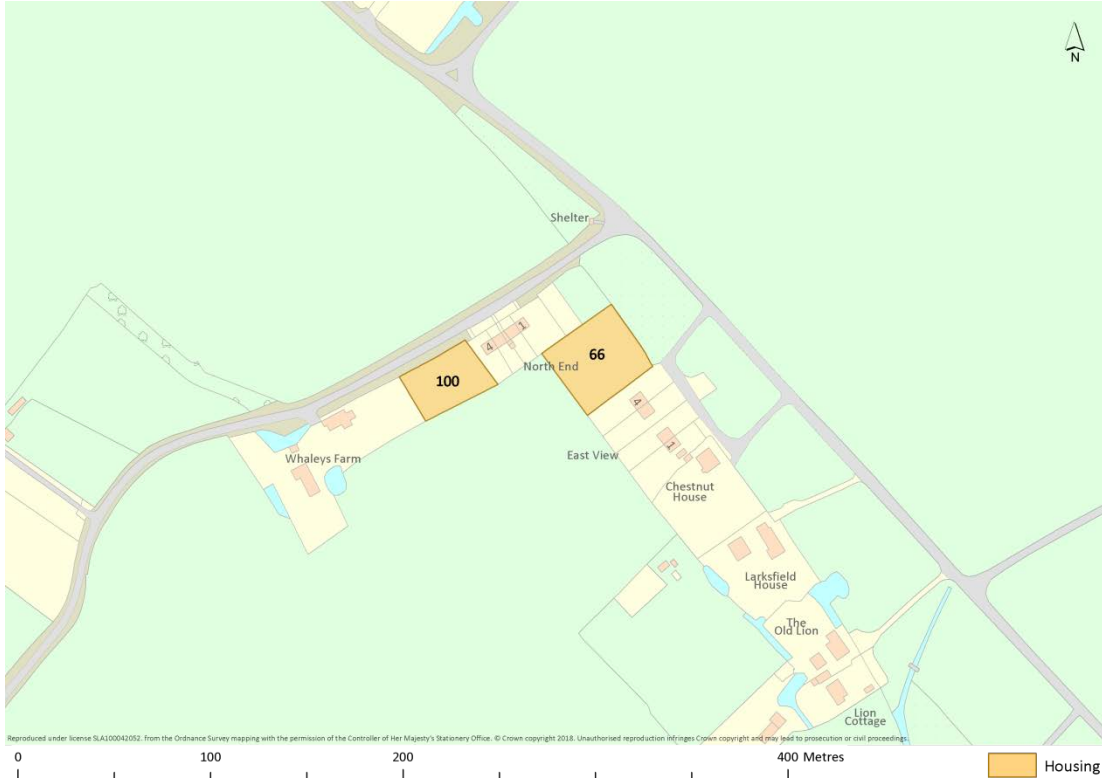 N
Shelter
1
4
66
North End
100
4
East View
1
Whaleys Farm
Chestnut
House
Larksfield
House
The
Old Lion
Lion
Cottage
Reproduced under license SLA100042052. From the Ordnance Survey mapping with the permission of the Controller of Her Majesty's Stationery Office. © Crown copyright 2018. Unauthorised reproduction infringes Crown copyright and may lead to prosecution or civil proceedings.
0 100 200 400 Metres
Housing